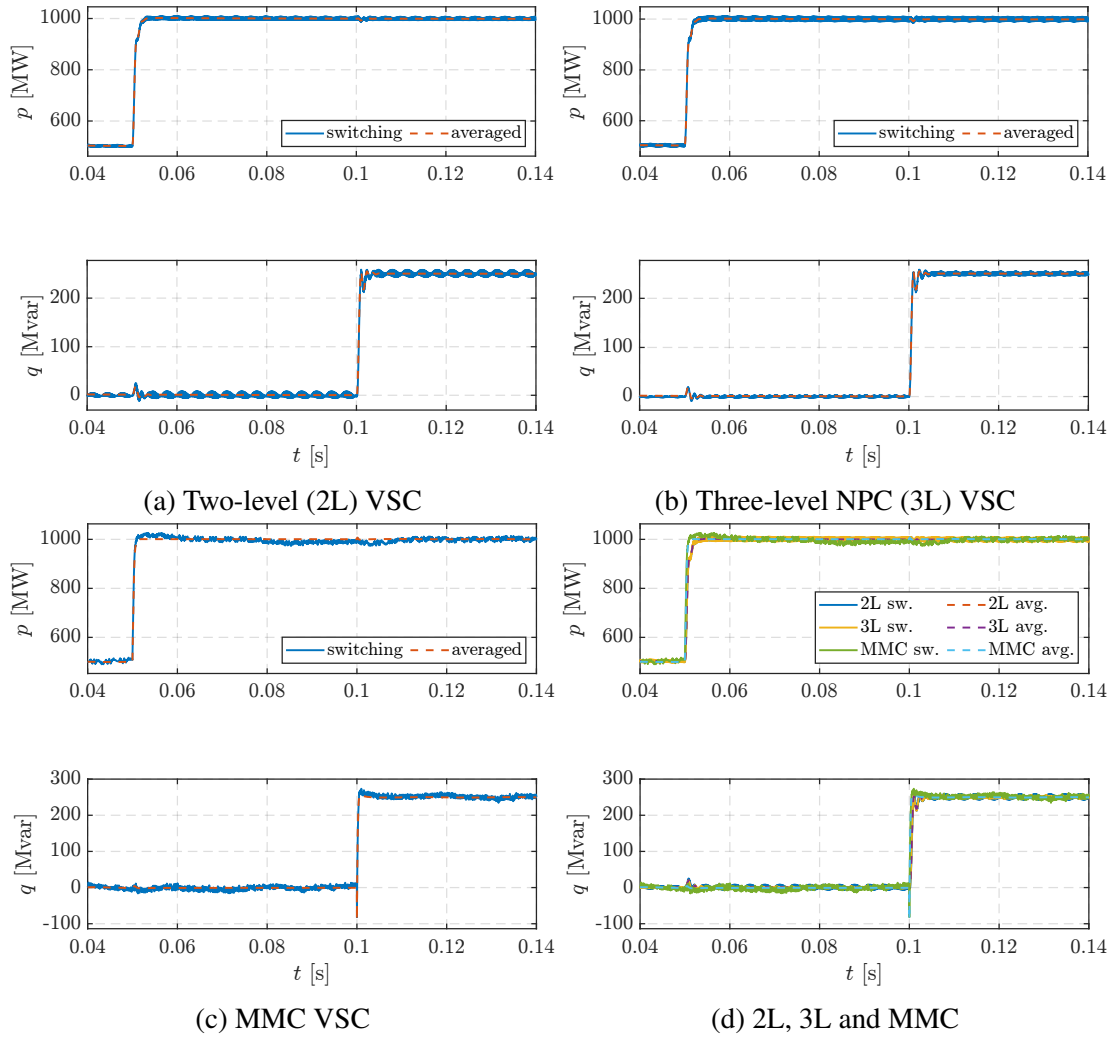 1000
800
600
p [MW]
switching averaged
0.04 0.06 0.08 0.1 0.12 0.14
200
100
0
q [Mvar]
0.04 0.06 0.08 0.1 0.12 0.14
t [s]
(a) Two-level (2L) VSC
1000
800
600
p [MW]
switching averaged
0.04 0.06 0.08 0.1 0.12 0.14
200
100
0
q [Mvar]
0.04 0.06 0.08 0.1 0.12 0.14
t [s]
(b) Three-level NPC (3L) VSC
1000
800
600
p [MW]
switching averaged
0.04 0.06 0.08 0.1 0.12 0.14
300
200
100
0
-100
q [Mvar]
0.04 0.06 0.08 0.1 0.12 0.14
t [s]
(c) MMC VSC
1000
800
600
p [MW]
2L sw. 2L avg.
3L sw. 3L avg.
MMC sw. MMC avg.
0.04 0.06 0.08 0.1 0.12 0.14
300
200
100
0
-100
q [Mvar]
0.04 0.06 0.08 0.1 0.12 0.14
t [s]
(d) 2L, 3L and MMC